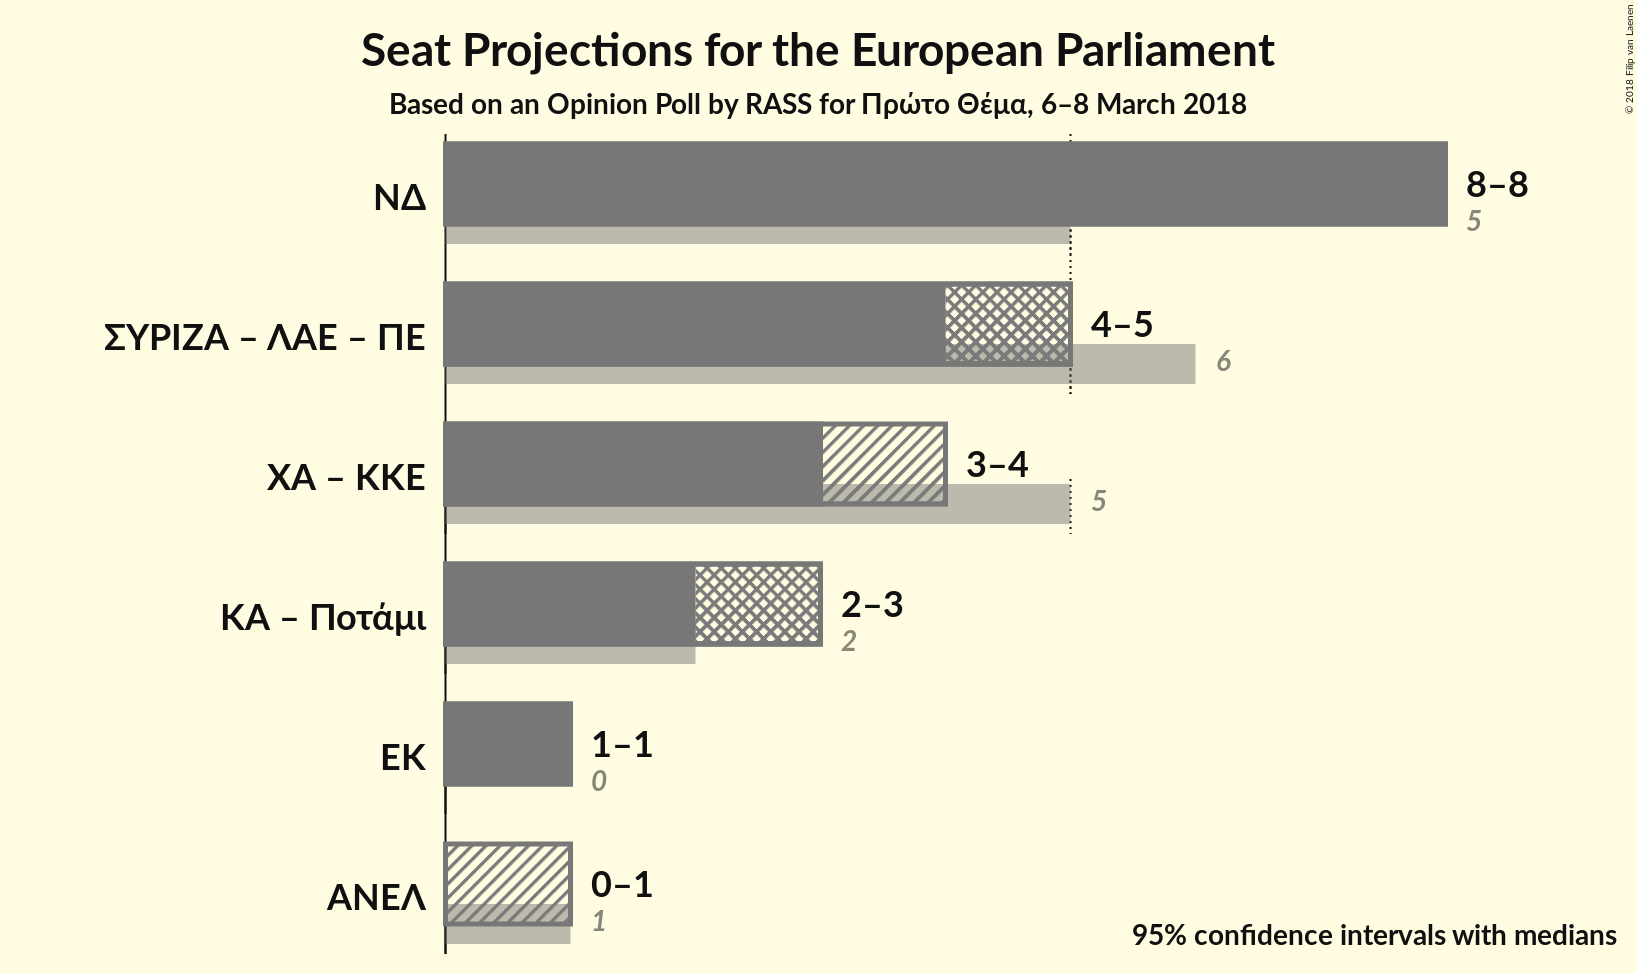 Seat Projections for the European Parliament
Based on an Opinion Poll by RASS for Πρώτο Θέμα, 6–8 March 2018
© 2018 Filip van Laenen
ΝΔ
8–8
5
ΣΥΡΙΖΑ – ΛΑΕ – ΠΕ
4–5
6
ΧΑ – ΚΚΕ
3–4
5
ΚΑ – Ποτάμι
2–3
2
ΕΚ
1–1
0
ΑΝΕΛ
0–1
1
95% confidence intervals with medians